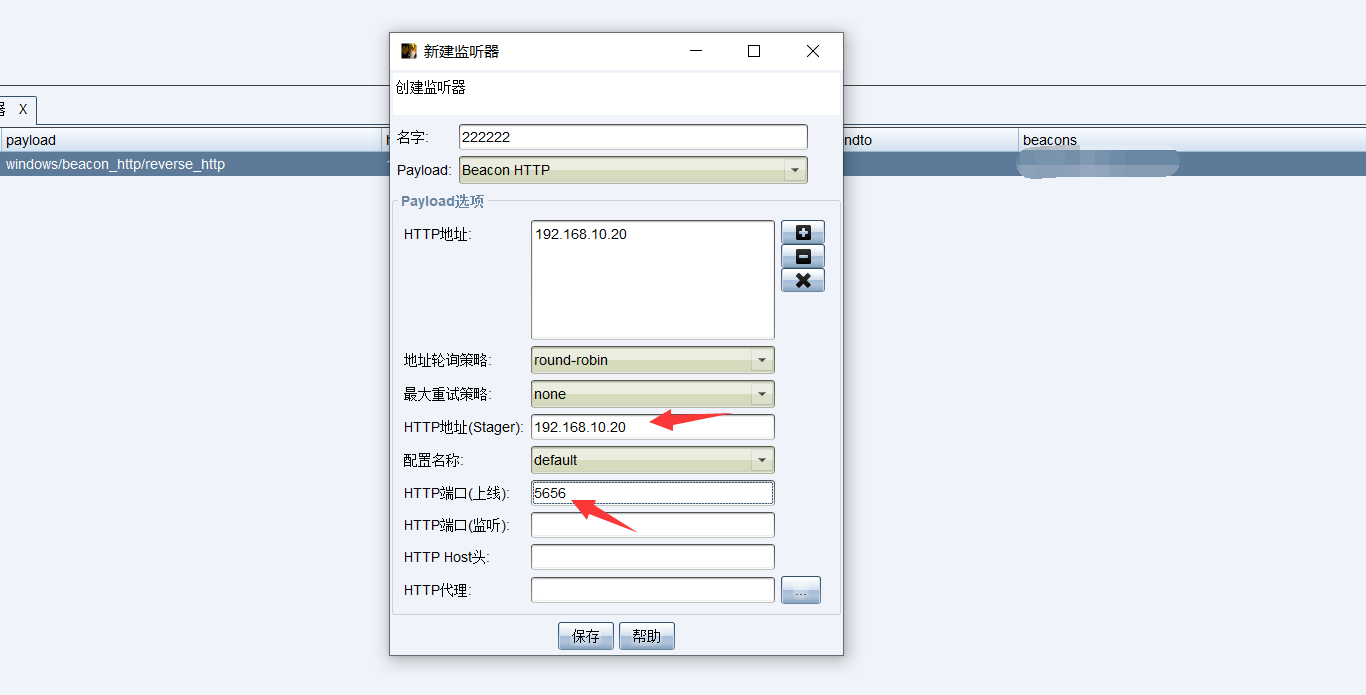 新建监听器
创建监听器
器 X
名字: 222222
payload
ndto
beacons
windows/beacon_http/reverse_http
Payload: Beacon HTTP
Payload选项
HTTP地址: 192.168.10.20
地址轮询策略: round-robin
最大重试策略: none
HTTP地址(Stager): 192.168.10.20
配置名称: default
HTTP端口(上线): 5656
HTTP端口(监听):
HTTP Host头:
HTTP代理: ...
保存 帮助